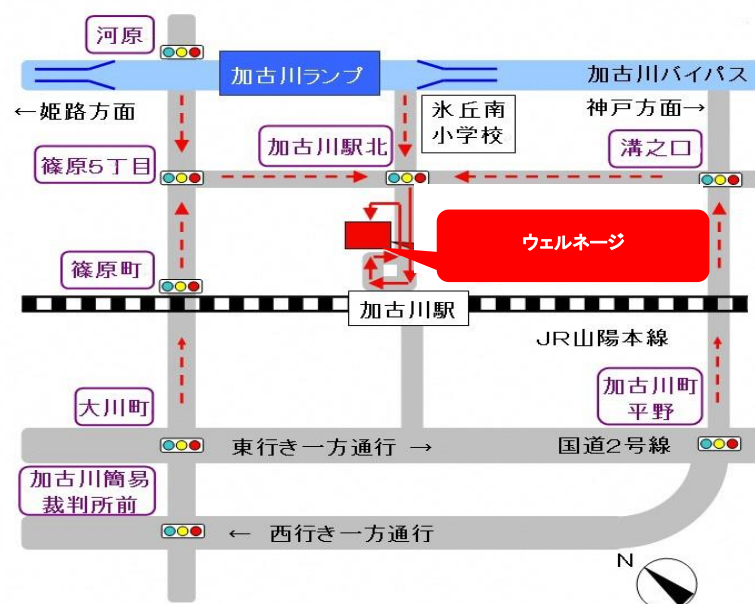 河原
加古川ランプ
加古川バイパス
←姫路方面
氷丘南
小学校
神戸方面→
加古川駅北
溝之口
篠原5丁目
ウェルネージ
篠原町
加古川駅
JR山陽本線
大川町
加古川町
平野
東行き一方通行 →
国道2号線
加古川簡易
裁判所前
← 西行き一方通行
N